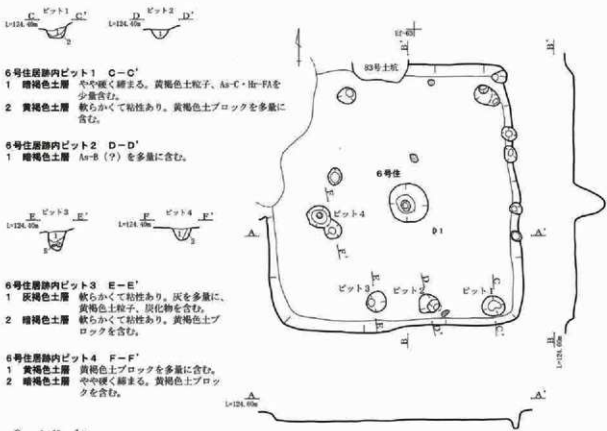 C ピット1 C'
L=124.40m
1
2
D ピット2 D'
L=124.40m
1
6号住居跡内ピット1 C-C'
1 暗褐色土層 やや硬く締まる。黄褐色土粒子、As-C・Hr-FAを
少量含む。
2 黄褐色土層 軟らかくて粘性あり。黄褐色土ブロックを多量に
含む。
6号住居跡内ピット2 D-D'
1 暗褐色土層 As-B(?)を多量に含む。
E ピット3 E'
L=124.40m
1
2
F ピット4 F'
L=124.40m
1
2
6号住居跡内ピット3 E-E'
1 灰褐色土層 軟らかくて粘性あり。灰を多量に、
黄褐色土粒子、炭化物を含む。
2 暗褐色土層 軟らかくて粘性あり。黄褐色土ブ
ロックを含む。
6号住居跡内ピット4 F-F'
1 黄褐色土層 黄褐色土ブロックを多量に含む。
2 暗褐色土層 やや硬く締まる。黄褐色土ブロッ
クを含む。
B'
83号土坑
6号住
D1
F
ピット4
F'
A
A'
E
ピット3
E'
D
ピット2
D'
ピット1
C
C'
B
B'
B
L=124.60m
A
L=124.60m
A'